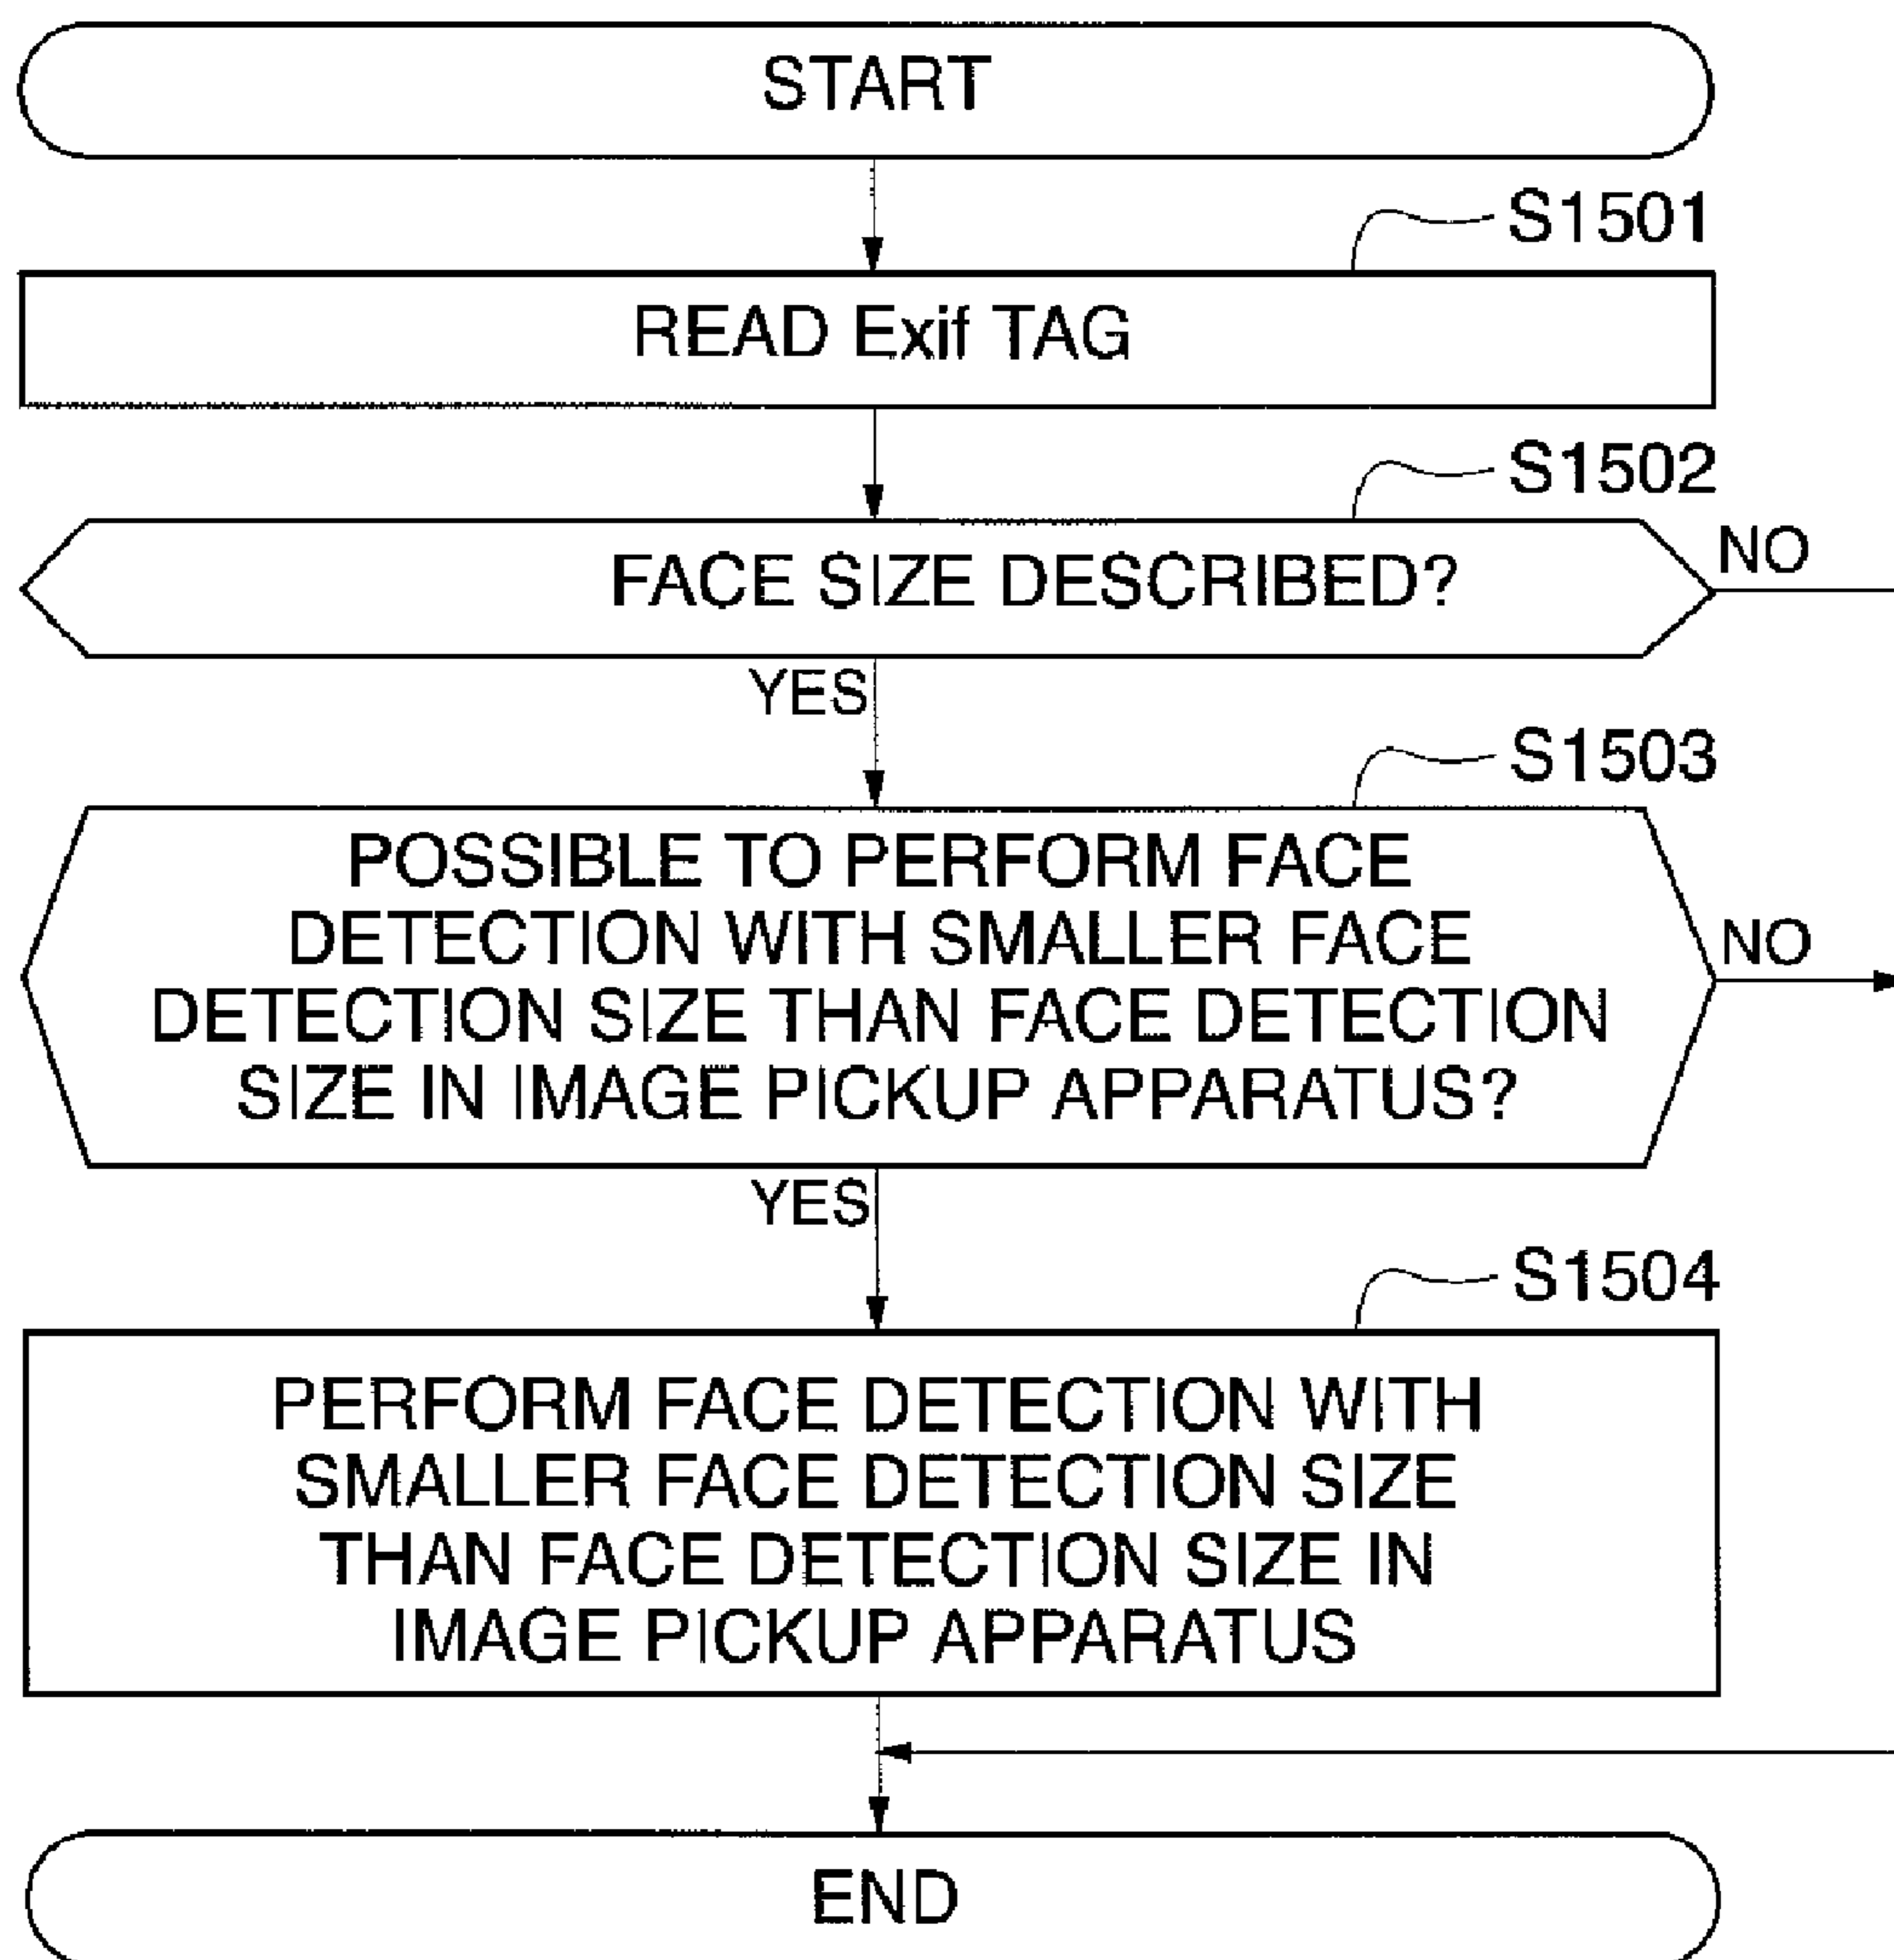 START
S1501
READ Exif TAG
S1502
FACE SIZE DESCRIBED?
NO
YES
S1503
POSSIBLE TO PERFORM FACE
DETECTION WITH SMALLER FACE
DETECTION SIZE THAN FACE DETECTION
SIZE IN IMAGE PICKUP APPARATUS?
NO
YES
S1504
PERFORM FACE DETECTION WITH
SMALLER FACE DETECTION SIZE
THAN FACE DETECTION SIZE IN
IMAGE PICKUP APPARATUS
END